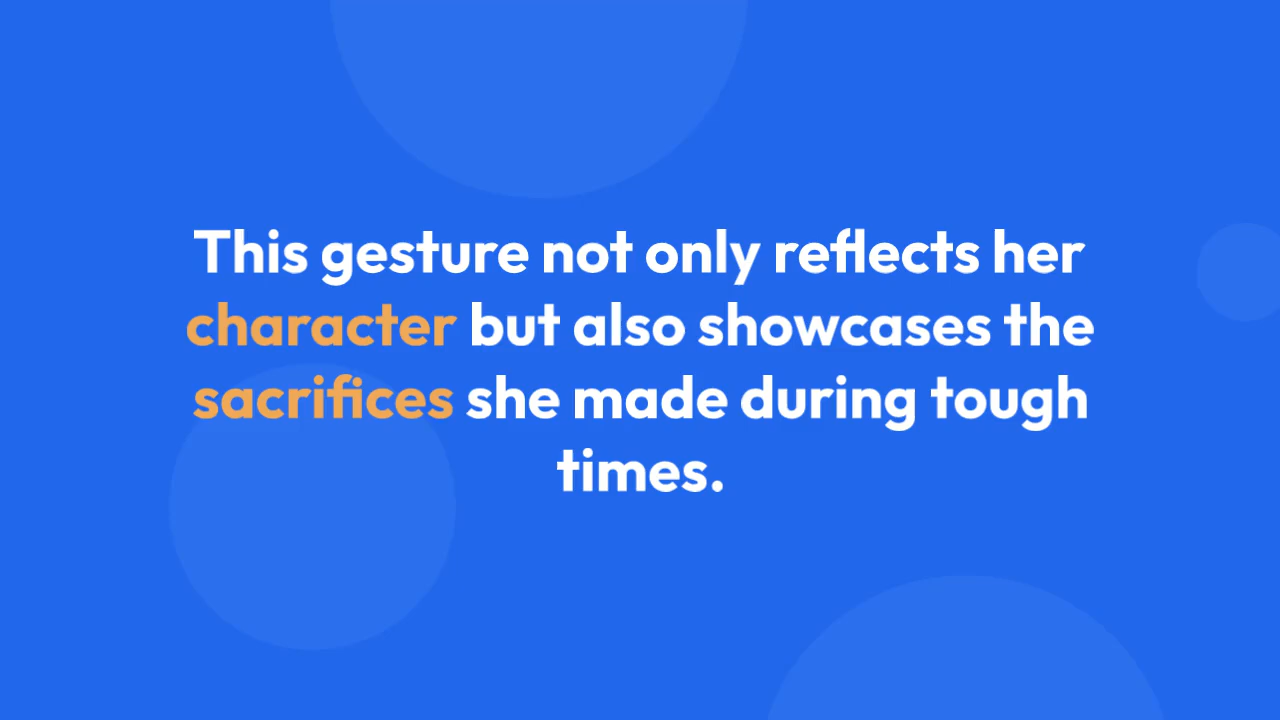 This gesture not only reflects her
character but also showcases the
sacrifices she made during tough
times.